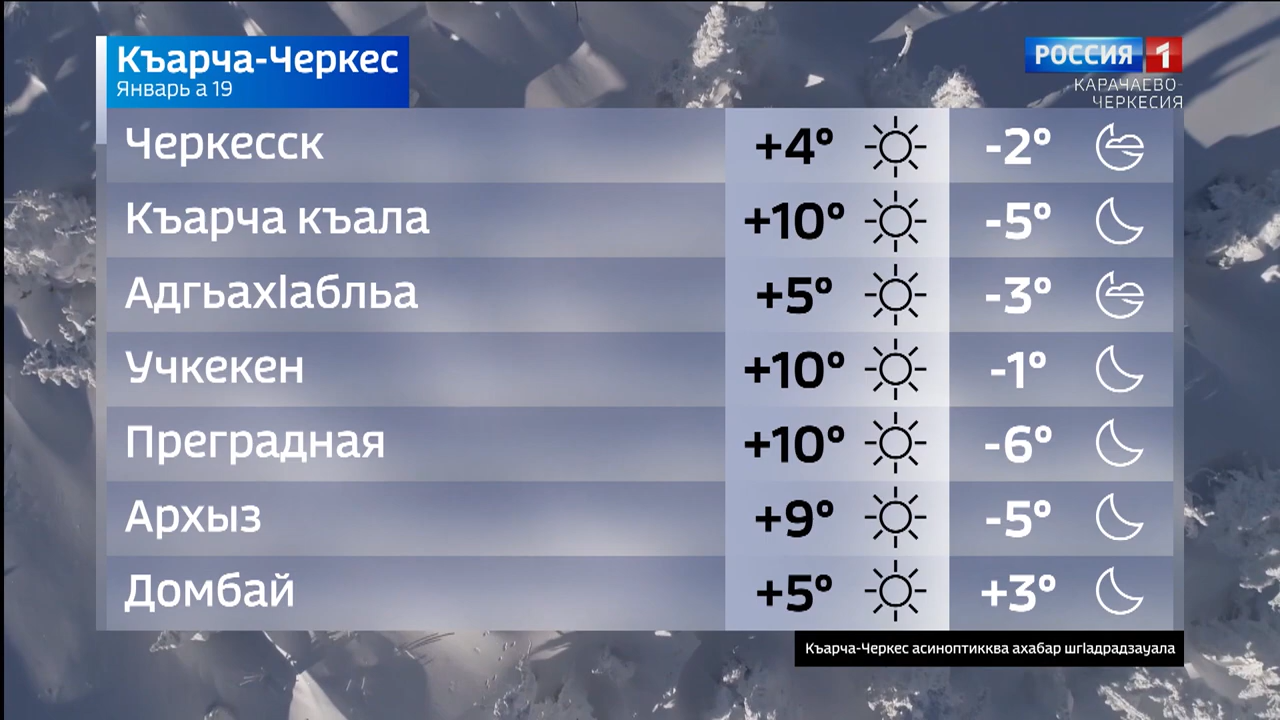 Къарча-Черкес
Январь а 19
РОССИЯ 1
КАРАЧАЕВО-
ЧЕРКЕСИЯ
Черкесск +4° -2°
Къарча къала +10° -5°
АдгьахӀабльа +5° -3°
Учкекен +10° -1°
Преградная +10° -6°
Архыз +9° -5°
Домбай +5° +3°
Къарча-Черкес асиноптикква ахабар шгӀадрадзауала